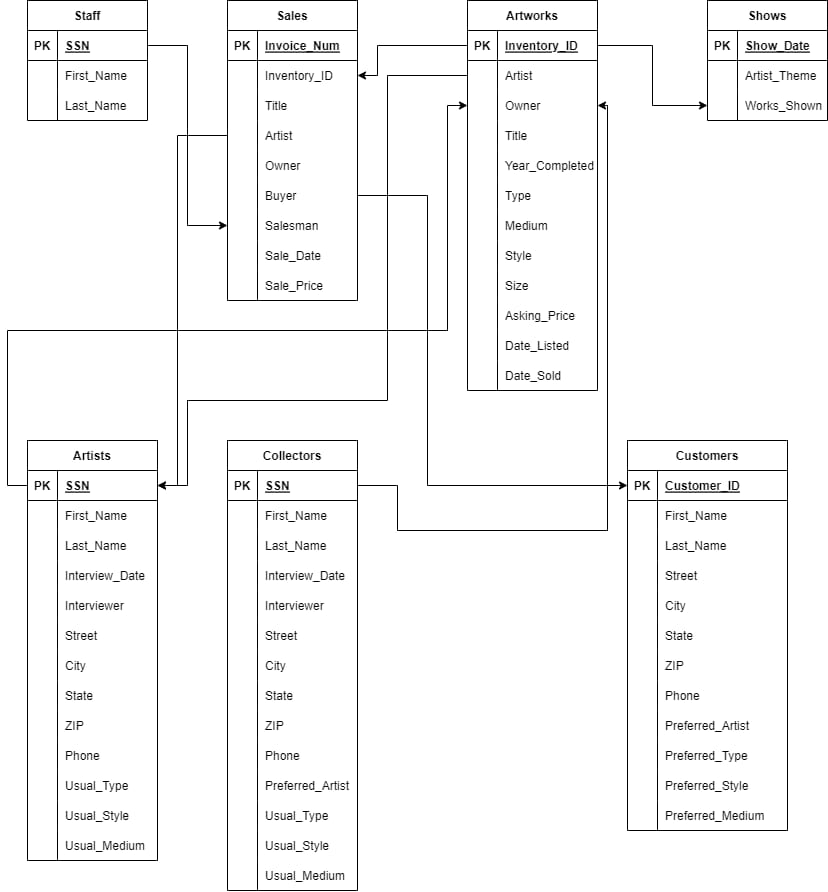 Staff
PK SSN
First_Name
Last_Name
Sales
PK Invoice_Num
Inventory_ID
Title
Artist
Owner
Buyer
Salesman
Sale_Date
Sale_Price
Artworks
PK Inventory_ID
Artist
Owner
Title
Year_Completed
Type
Medium
Style
Size
Asking_Price
Date_Listed
Date_Sold
Shows
PK Show_Date
Artist_Theme
Works_Shown
Artists
PK SSN
First_Name
Last_Name
Interview_Date
Interviewer
Street
City
State
ZIP
Phone
Usual_Type
Usual_Style
Usual_Medium
Collectors
PK SSN
First_Name
Last_Name
Interview_Date
Interviewer
Street
City
State
ZIP
Phone
Preferred_Artist
Usual_Type
Usual_Style
Usual_Medium
Customers
PK Customer_ID
First_Name
Last_Name
Street
City
State
ZIP
Phone
Preferred_Artist
Preferred_Type
Preferred_Style
Preferred_Medium